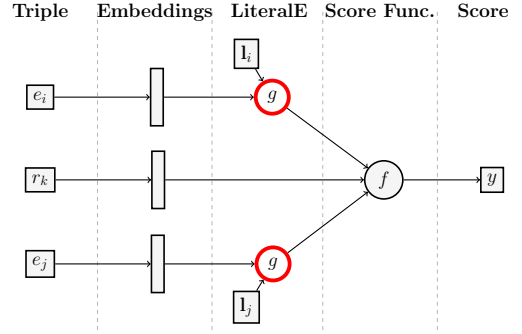 Triple Embeddings LiteralE Score Func. Score
l_i
e_i g
r_k f y
e_j g
l_j